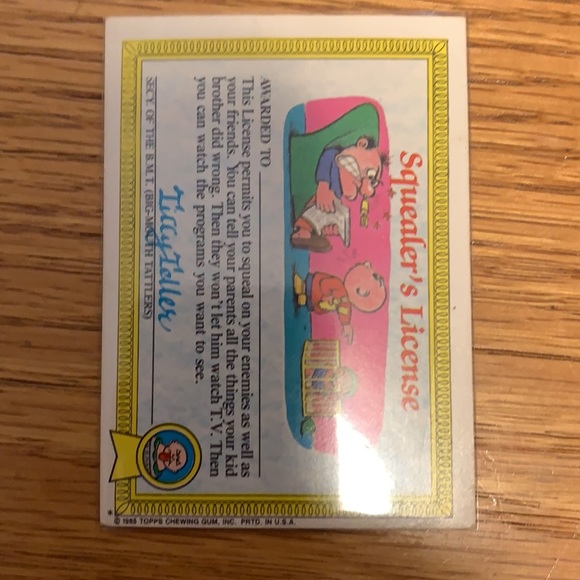 Squealer's License
AWARDED TO
This License permits you to squeal on your enemies as well as
your friends. You can tell your parents all the things your kid
brother did wrong. Then they won't let him watch T.V. Then
you can watch the programs you want to see.
Tilly Teller
SECY. OF THE B.M.T. (BIG-MOUTH TATTLERS)
* © 1985 TOPPS CHEWING GUM, INC. PRTD. IN U.S.A.